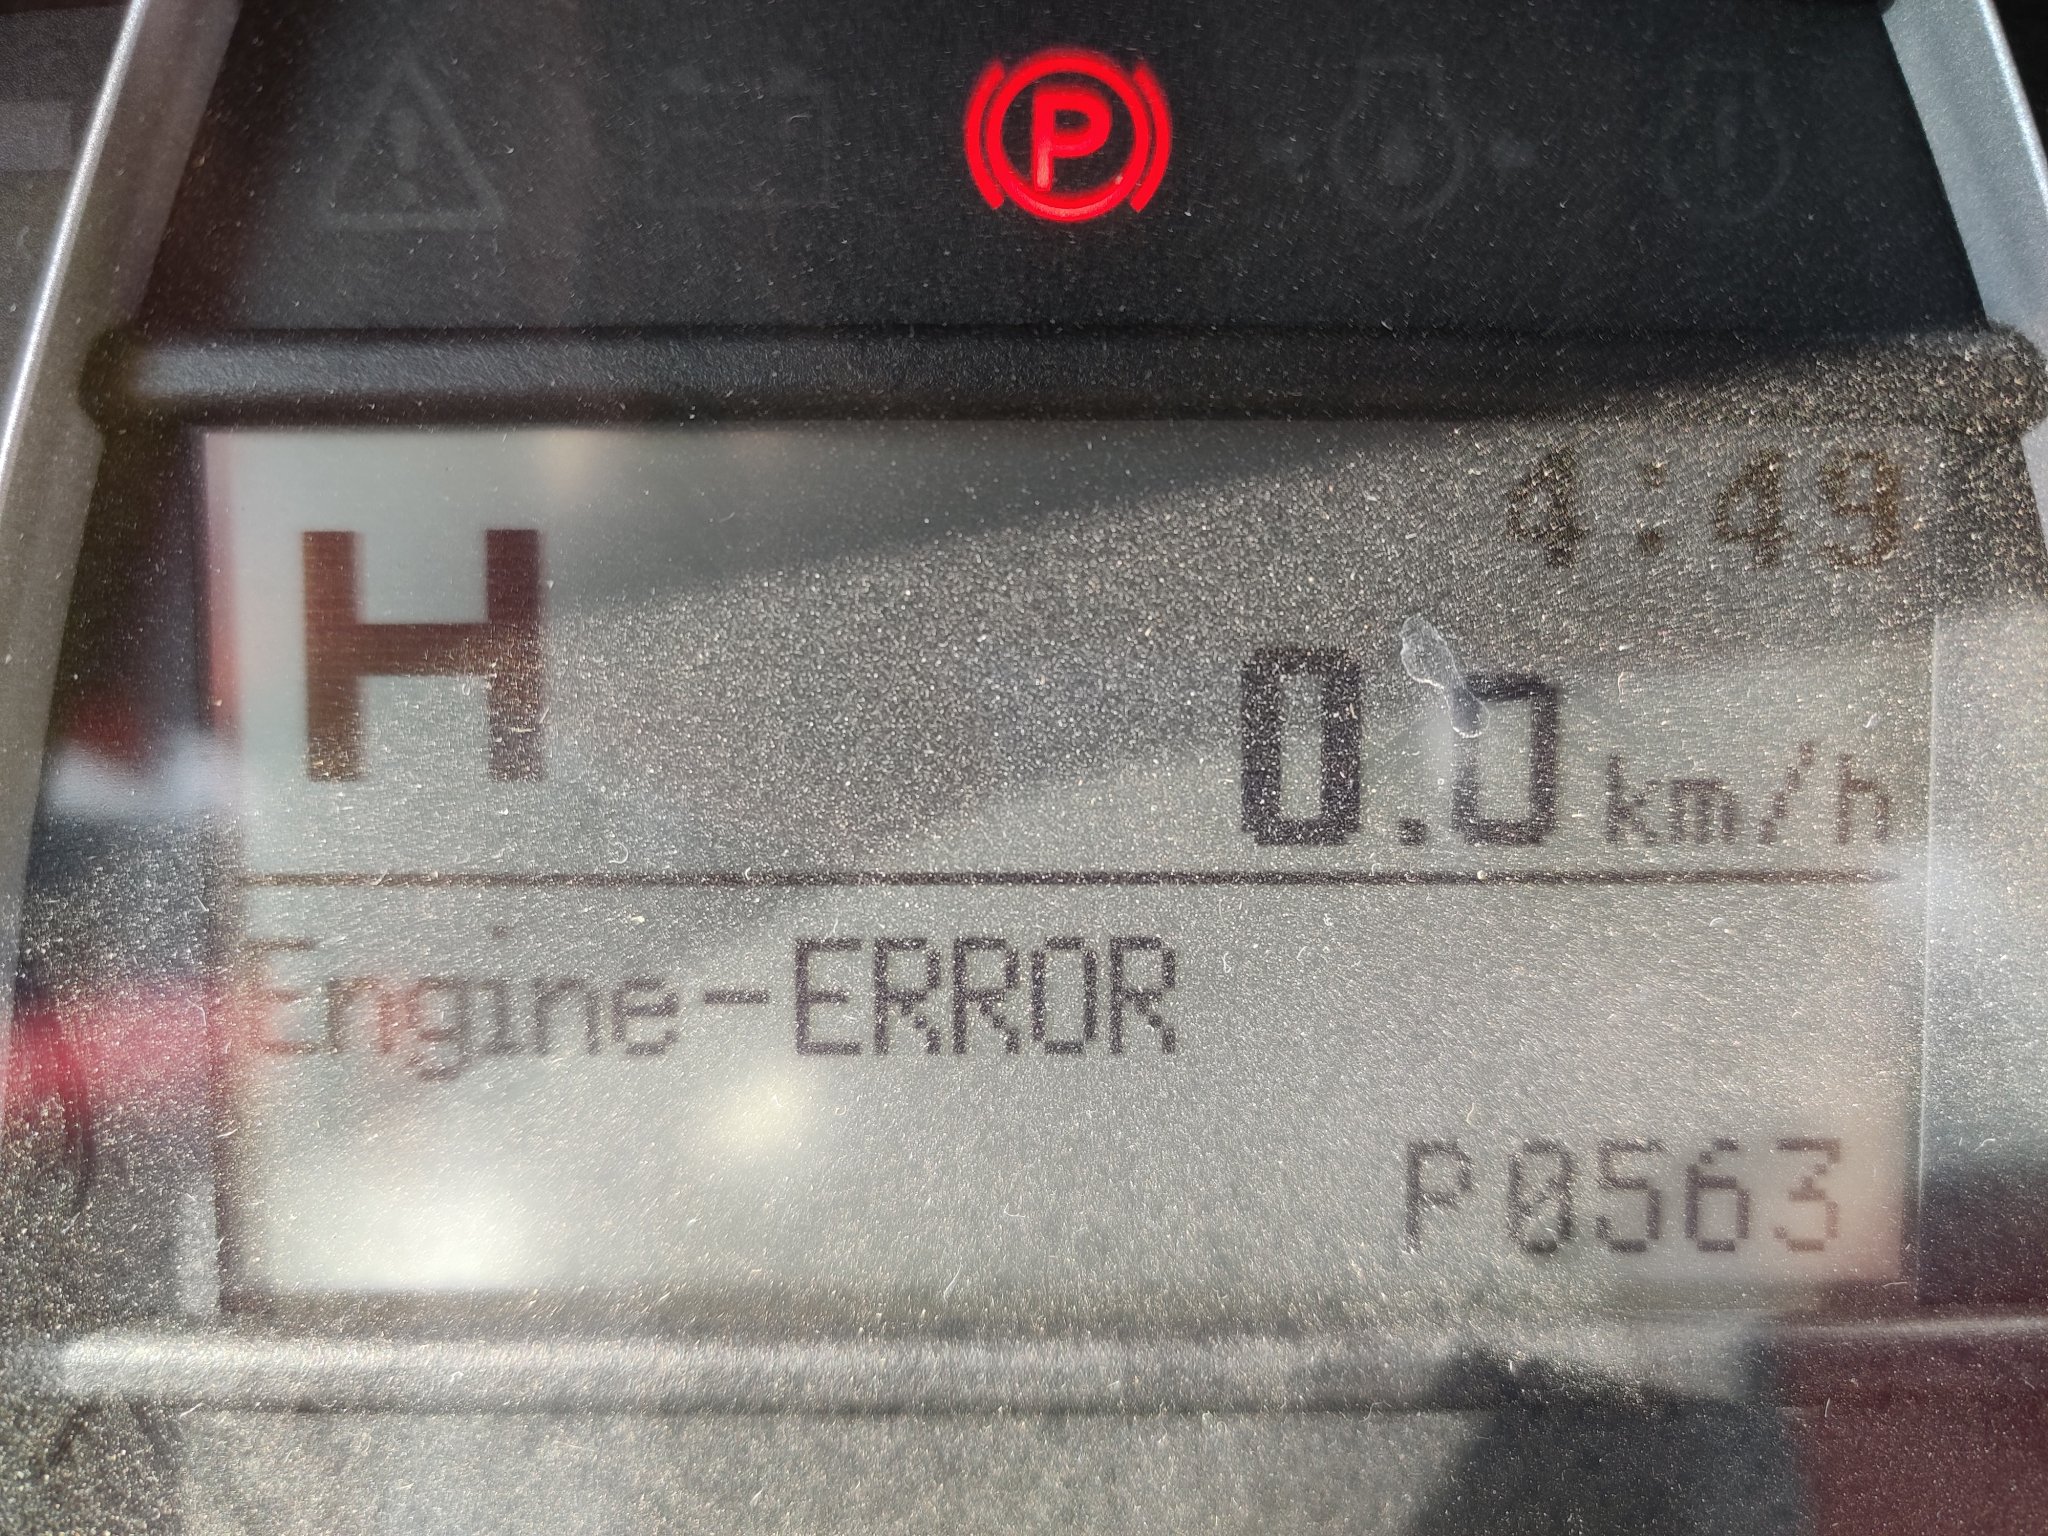 P
4:49
H
0.0 km/h
Engine-ERROR
P0563